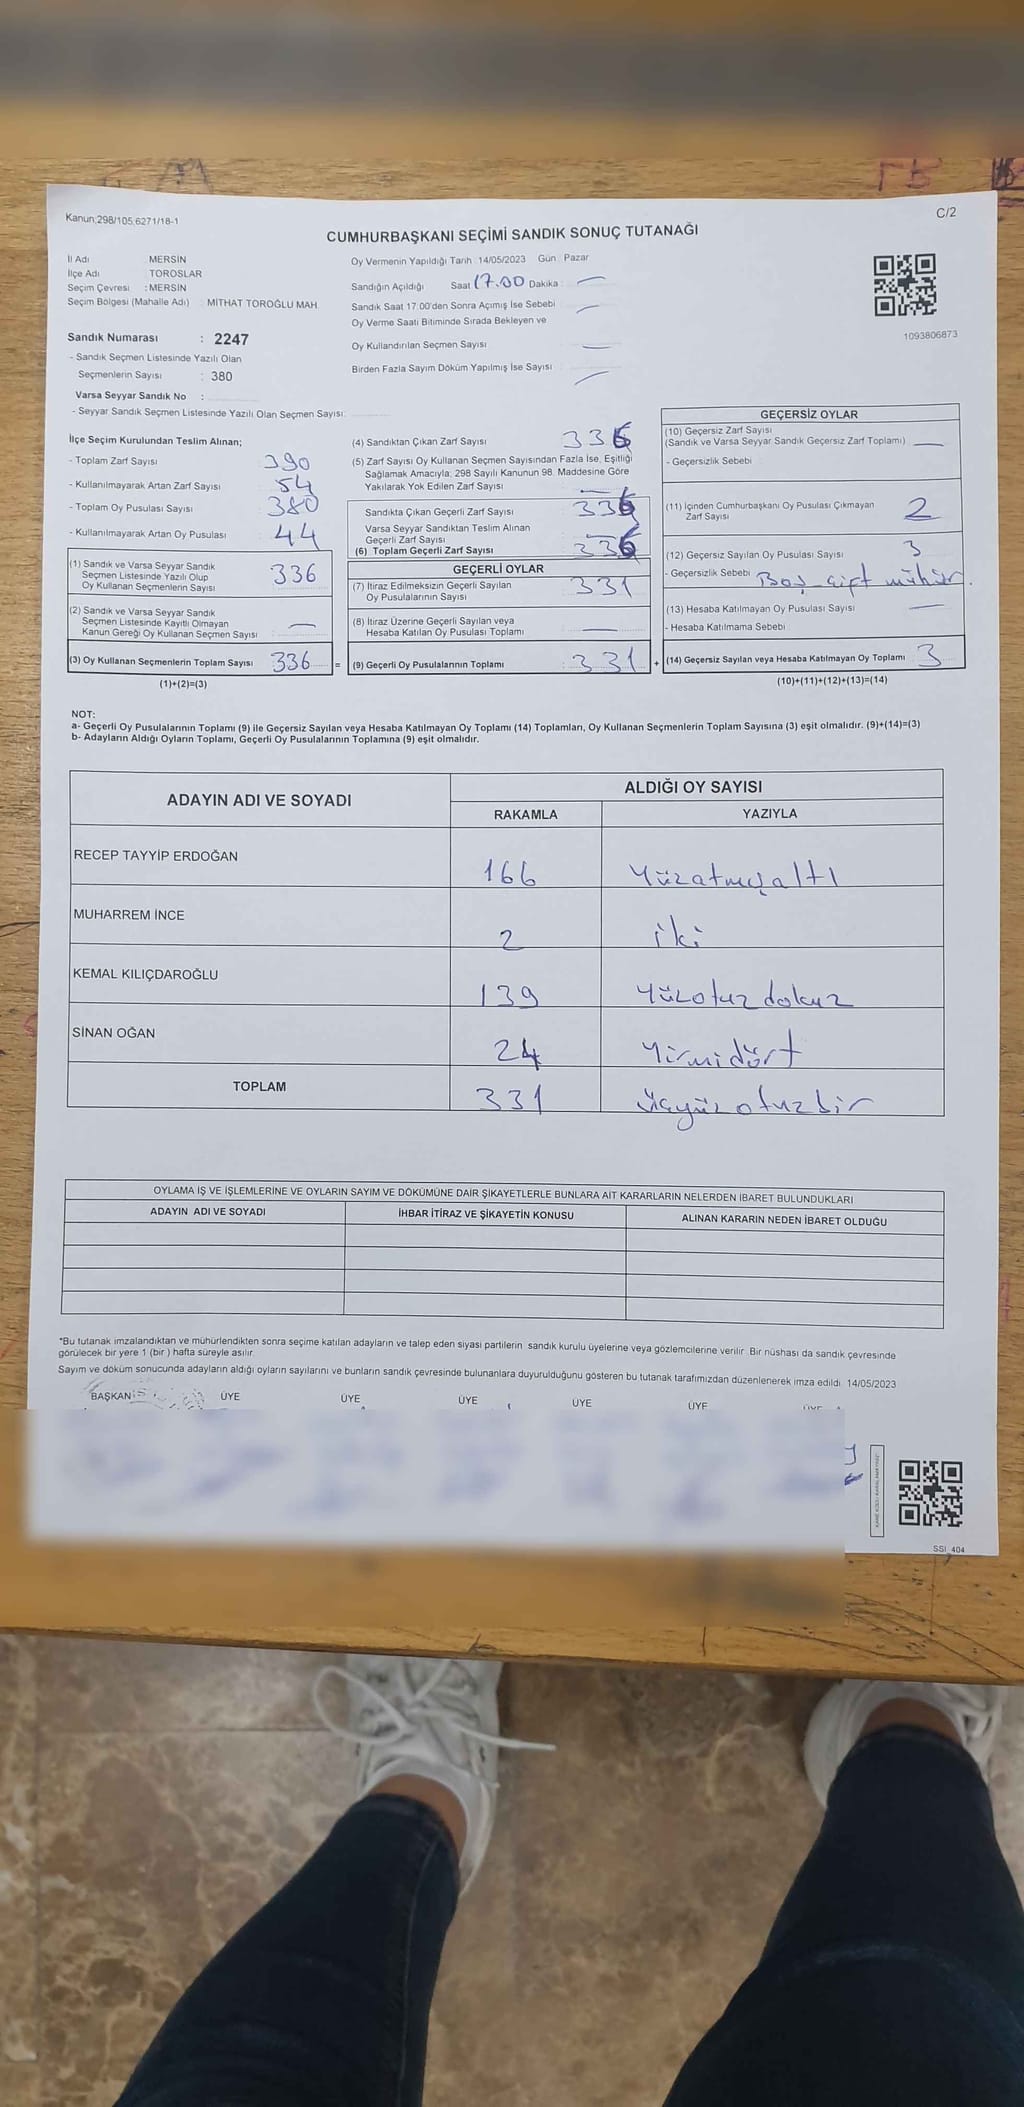 Kanun:298/105,6271/18-1
C/2
CUMHURBAŞKANI SEÇİMİ SANDIK SONUÇ TUTANAĞI
İl Adı : MERSİN
İlçe Adı : TOROSLAR
Seçim Çevresi : MERSİN
Seçim Bölgesi (Mahalle Adı) : MİTHAT TOROĞLU MAH.
Sandık Numarası : 2247
- Sandık Seçmen Listesinde Yazılı Olan
Seçmenlerin Sayısı : 380
Varsa Seyyar Sandık No :
- Seyyar Sandık Seçmen Listesinde Yazılı Olan Seçmen Sayısı:
Oy Vermenin Yapıldığı Tarih : 14/05/2023 Gün : Pazar
Sandığın Açıldığı Saat 17.00 Dakika : —
Sandık Saat 17:00'den Sonra Açımış İse Sebebi —
Oy Verme Saati Bitiminde Sırada Bekleyen ve
Oy Kullandırılan Seçmen Sayısı —
Birden Fazla Sayım Döküm Yapılmış İse Sayısı —
1093806873
İlçe Seçim Kurulundan Teslim Alınan;
- Toplam Zarf Sayısı 390
- Kullanılmayarak Artan Zarf Sayısı 54
- Toplam Oy Pusulası Sayısı 380
- Kullanılmayarak Artan Oy Pusulası 44
(1) Sandık ve Varsa Seyyar Sandık
Seçmen Listesinde Yazılı Olup
Oy Kullanan Seçmenlerin Sayısı 336
(2) Sandık ve Varsa Seyyar Sandık
Seçmen Listesinde Kayıtlı Olmayan
Kanun Gereği Oy Kullanan Seçmen Sayısı —
(3) Oy Kullanan Seçmenlerin Toplam Sayısı 336 =
(1)+(2)=(3)
(4) Sandıktan Çıkan Zarf Sayısı 336
(5) Zarf Sayısı Oy Kullanan Seçmen Sayısından Fazla İse, Eşitliği
Sağlamak Amacıyla, 298 Sayılı Kanunun 98. Maddesine Göre
Yakılarak Yok Edilen Zarf Sayısı —
Sandıkta Çıkan Geçerli Zarf Sayısı 336
Varsa Seyyar Sandıktan Teslim Alınan
Geçerli Zarf Sayısı —
(6) Toplam Geçerli Zarf Sayısı 336
GEÇERLİ OYLAR
(7) İtiraz Edilmeksizin Geçerli Sayılan
Oy Pusulalarının Sayısı 331
(8) İtiraz Üzerine Geçerli Sayılan veya
Hesaba Katılan Oy Pusulası Toplamı —
(9) Geçerli Oy Pusulalarının Toplamı 331 +
GEÇERSİZ OYLAR
(10) Geçersiz Zarf Sayısı
(Sandık ve Varsa Seyyar Sandık Geçersiz Zarf Toplamı) —
- Geçersizlik Sebebi
(11) İçinden Cumhurbaşkanı Oy Pusulası Çıkmayan
Zarf Sayısı 2
(12) Geçersiz Sayılan Oy Pusulası Sayısı 3
- Geçersizlik Sebebi Boş-çift mühür.
(13) Hesaba Katılmayan Oy Pusulası Sayısı —
- Hesaba Katılmama Sebebi
(14) Geçersiz Sayılan veya Hesaba Katılmayan Oy Toplamı 3
(10)+(11)+(12)+(13)=(14)
NOT:
a- Geçerli Oy Pusulalarının Toplamı (9) ile Geçersiz Sayılan veya Hesaba Katılmayan Oy Toplamı (14) Toplamları, Oy Kullanan Seçmenlerin Toplam Sayısına (3) eşit olmalıdır. (9)+(14)=(3)
b- Adayların Aldığı Oyların Toplamı, Geçerli Oy Pusulalarının Toplamına (9) eşit olmalıdır.
ADAYIN ADI VE SOYADI
ALDIĞI OY SAYISI
RAKAMLA YAZIYLA
RECEP TAYYİP ERDOĞAN 166 Yüzatmışaltı
MUHARREM İNCE 2 iki
KEMAL KILIÇDAROĞLU 139 Yüzotuzdokuz
SİNAN OĞAN 24 Yirmidört
TOPLAM 331 üçyüzotuzbir
OYLAMA İŞ VE İŞLEMLERİNE VE OYLARIN SAYIM VE DÖKÜMÜNE DAİR ŞİKAYETLERLE BUNLARA AİT KARARLARIN NELERDEN İBARET BULUNDUKLARI
ADAYIN ADI VE SOYADI İHBAR İTİRAZ VE ŞİKAYETİN KONUSU ALINAN KARARIN NEDEN İBARET OLDUĞU
*Bu tutanak imzalandıktan ve mühürlendikten sonra seçime katılan adayların ve talep eden siyasi partilerin sandık kurulu üyelerine veya gözlemcilerine verilir. Bir nüshası da sandık çevresinde
görülecek bir yere 1 (bir ) hafta süreyle asılır.
Sayım ve döküm sonucunda adayların aldığı oyların sayılarını ve bunların sandık çevresinde bulunanlara duyurulduğunu gösteren bu tutanak tarafımızdan düzenlenerek imza edildi. 14/05/2023
BAŞKAN ÜYE ÜYE ÜYE ÜYE ÜYE ÜYE
SSI_404